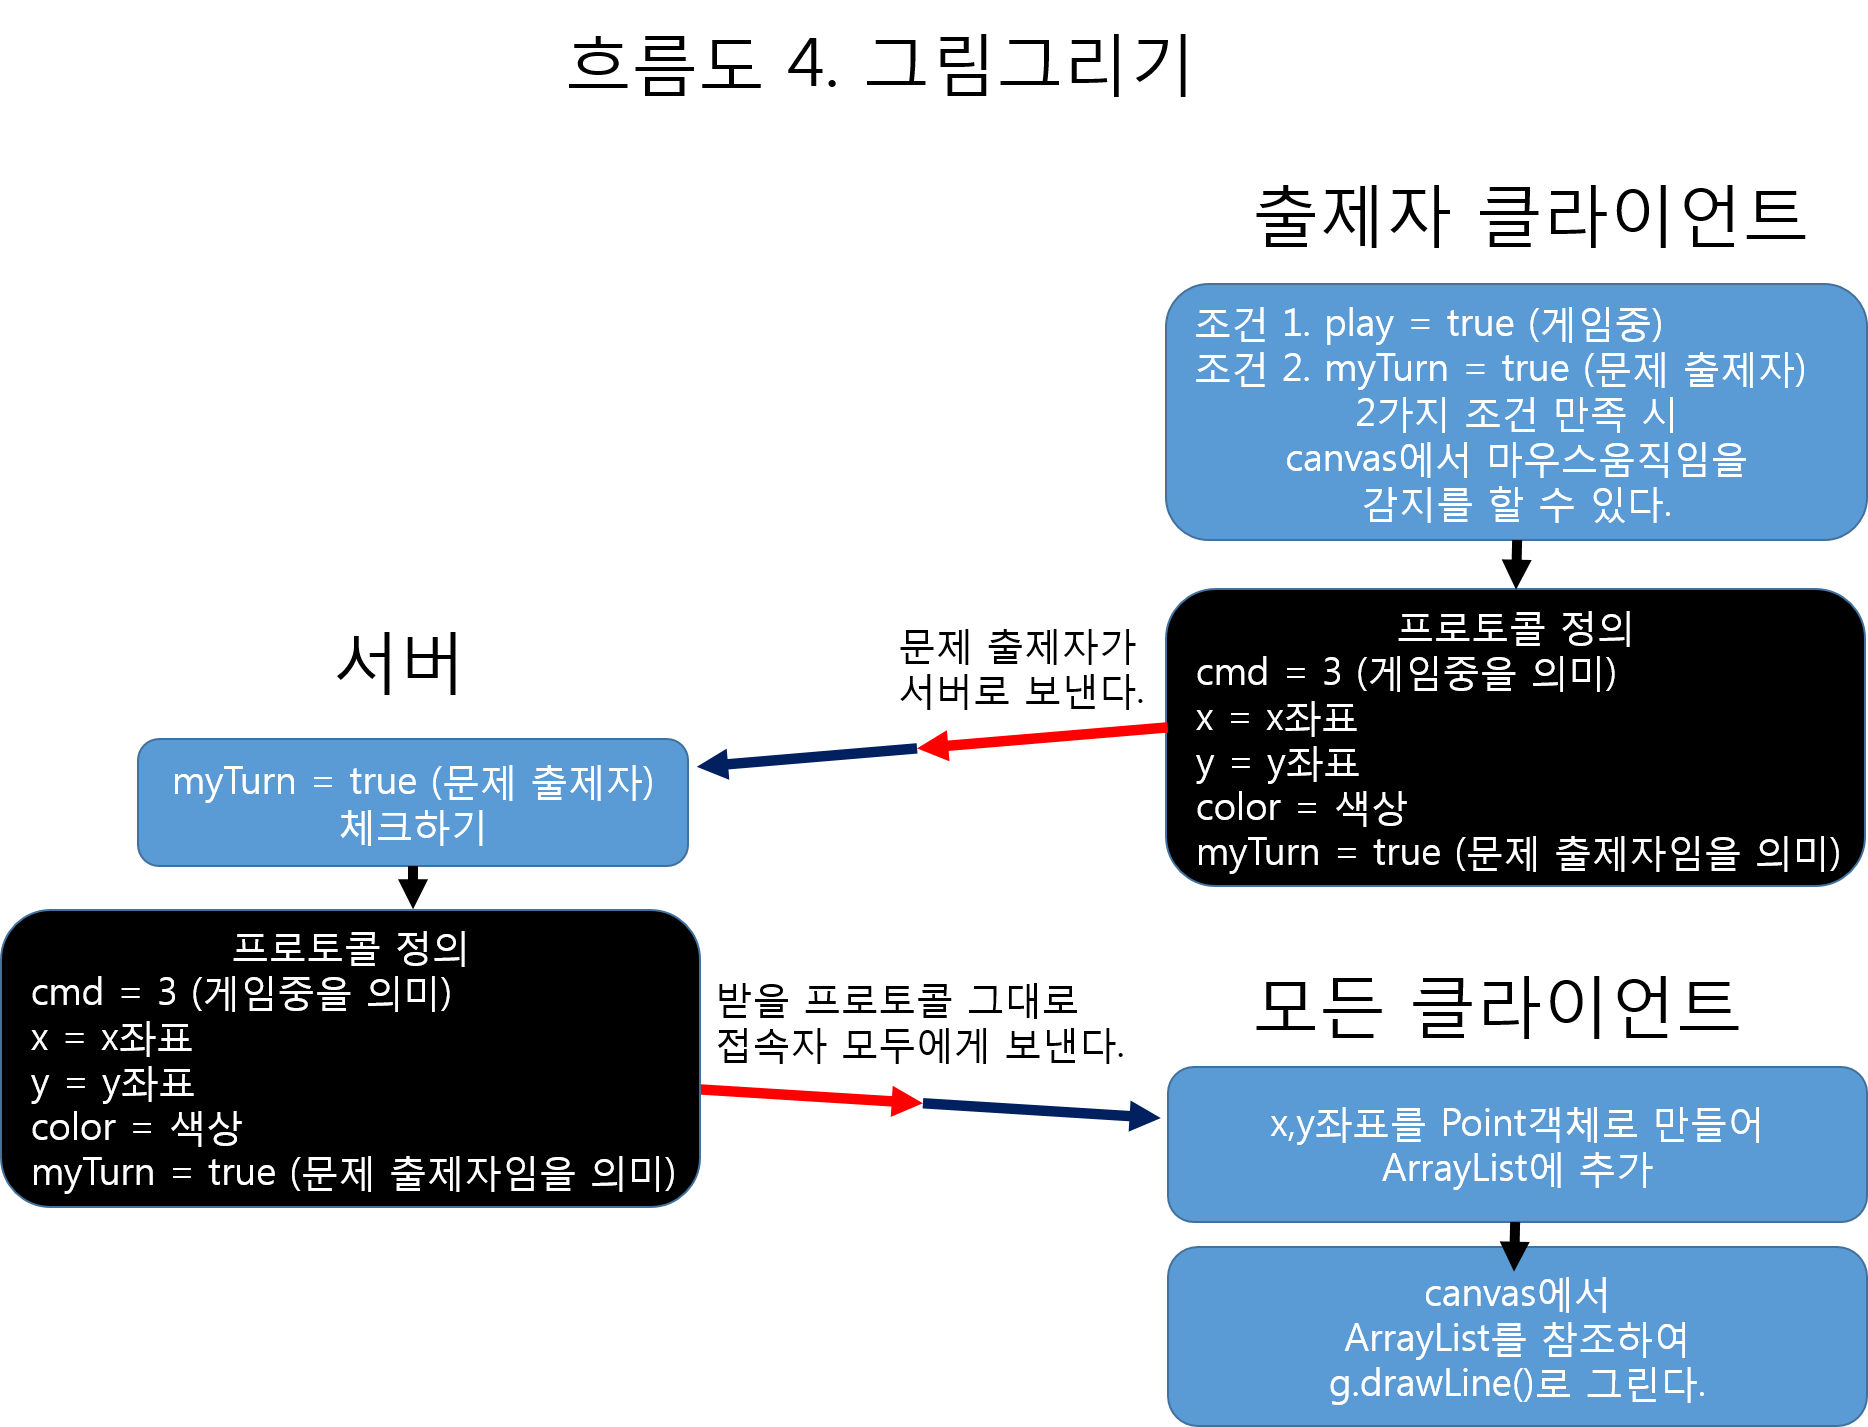 흐름도 4. 그림그리기
출제자 클라이언트
조건 1. play = true (게임중)
조건 2. myTurn = true (문제 출제자)
2가지 조건 만족 시
canvas에서 마우스움직임을
감지를 할 수 있다.
프로토콜 정의
cmd = 3 (게임중을 의미)
x = x좌표
y = y좌표
color = 색상
myTurn = true (문제 출제자임을 의미)
문제 출제자가
서버로 보낸다.
서버
myTurn = true (문제 출제자)
체크하기
프로토콜 정의
cmd = 3 (게임중을 의미)
x = x좌표
y = y좌표
color = 색상
myTurn = true (문제 출제자임을 의미)
받을 프로토콜 그대로
접속자 모두에게 보낸다.
모든 클라이언트
x,y좌표를 Point객체로 만들어
ArrayList에 추가
canvas에서
ArrayList를 참조하여
g.drawLine()로 그린다.